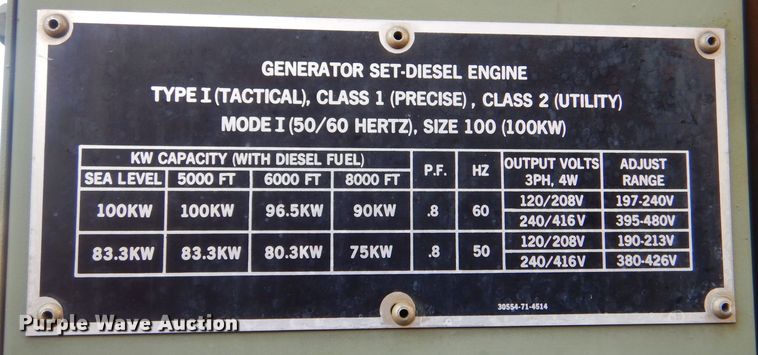 GENERATOR SET-DIESEL ENGINE
TYPE I (TACTICAL), CLASS 1 (PRECISE), CLASS 2 (UTILITY)
MODE I (50/60 HERTZ), SIZE 100 (100KW)
KW CAPACITY (WITH DIESEL FUEL) P.F. HZ OUTPUT VOLTS 3PH, 4W ADJUST RANGE
SEA LEVEL 5000 FT 6000 FT 8000 FT
100KW 100KW 96.5KW 90KW .8 60 120/208V 197-240V
240/416V 395-480V
83.3KW 83.3KW 80.3KW 75KW .8 50 120/208V 190-213V
240/416V 380-426V
30554-71-4514
Purple Wave Auction